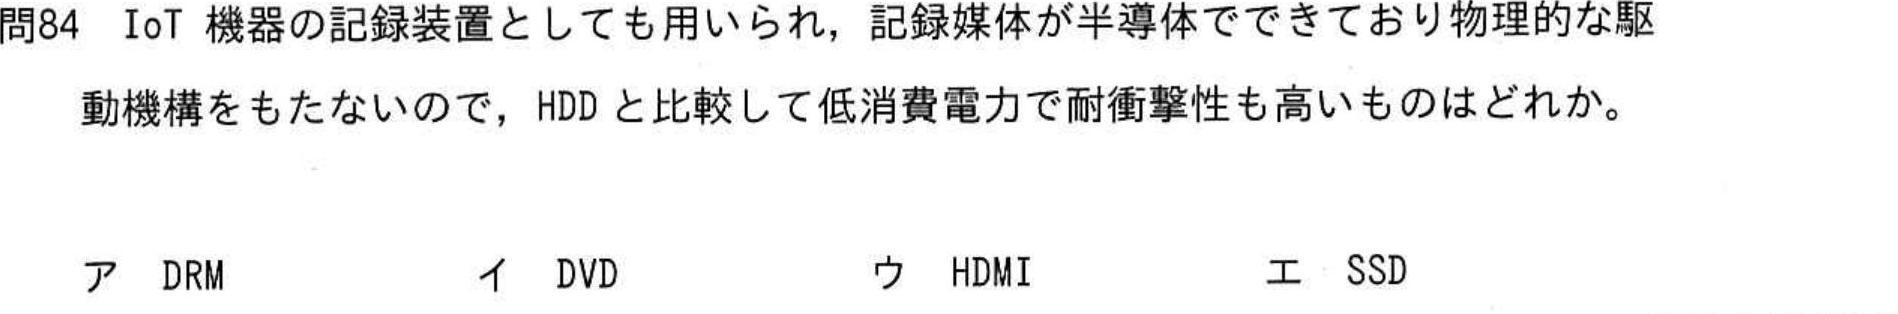 問84 IoT 機器の記録装置としても用いられ，記録媒体が半導体でできており物理的な駆
動機構をもたないので，HDD と比較して低消費電力で耐衝撃性も高いものはどれか。
ア DRM イ DVD ウ HDMI エ SSD